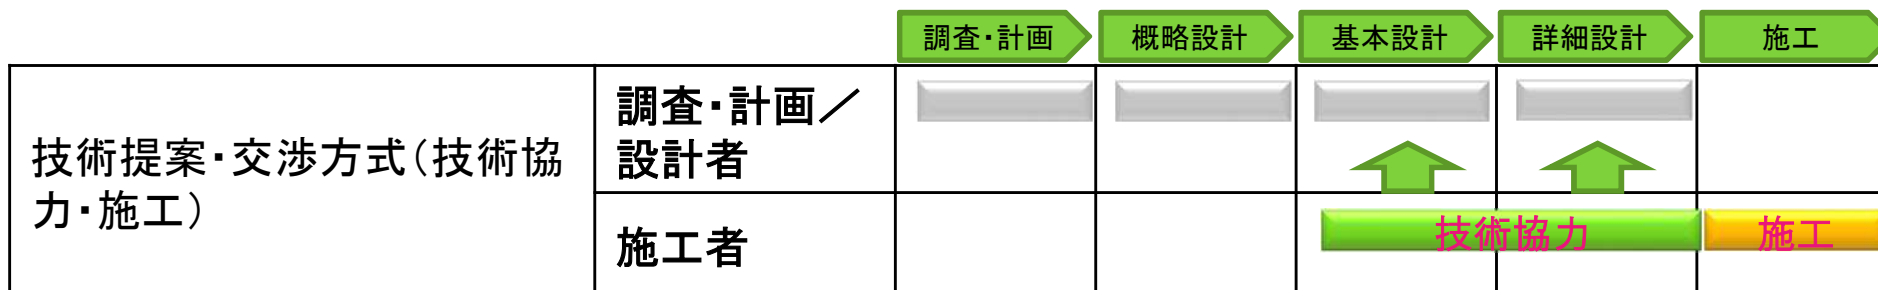 調査・計画
概略設計
基本設計
詳細設計
施工
技術提案・交渉方式（技術協
力・施工）
調査・計画／
設計者
施工者
技術協力
施工